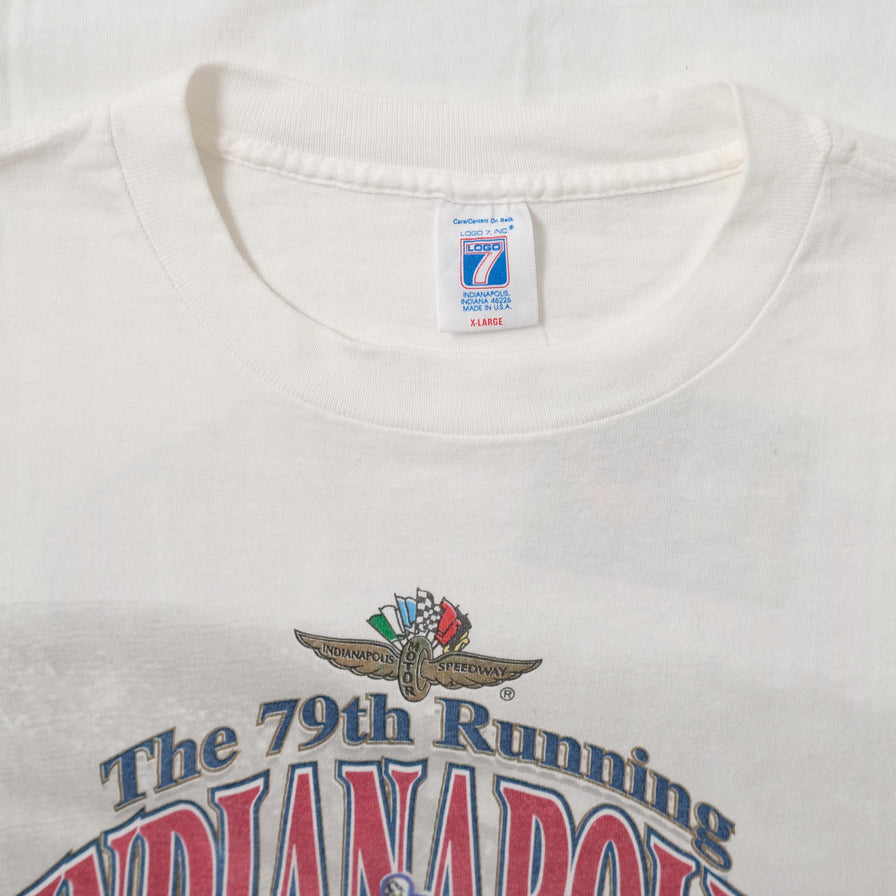 Care/Content On Back
LOGO 7, INC.®
LOGO
7
INDIANAPOLIS,
INDIANA 46226
MADE IN U.S.A.
X-LARGE
INDIANAPOLIS MOTOR SPEEDWAY
®
The 79th Running
INDIANAPOLI